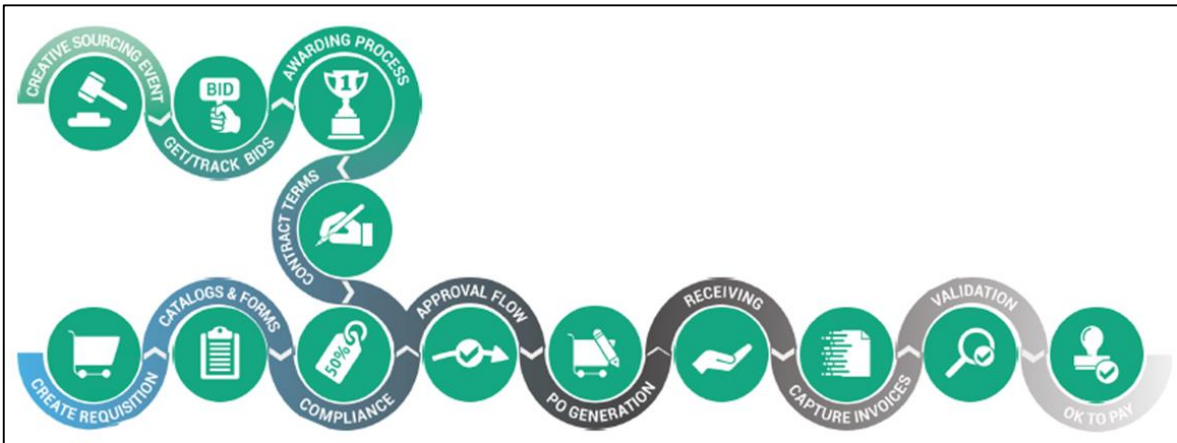 CREATIVE SOURCING EVENT
BID
GET/TRACK BIDS
AWARDING PROCESS
1
CONTRACT TERMS
CREATE REQUISITION
CATALOGS & FORMS
50%
COMPLIANCE
APPROVAL FLOW
PO GENERATION
RECEIVING
CAPTURE INVOICES
VALIDATION
OK TO PAY